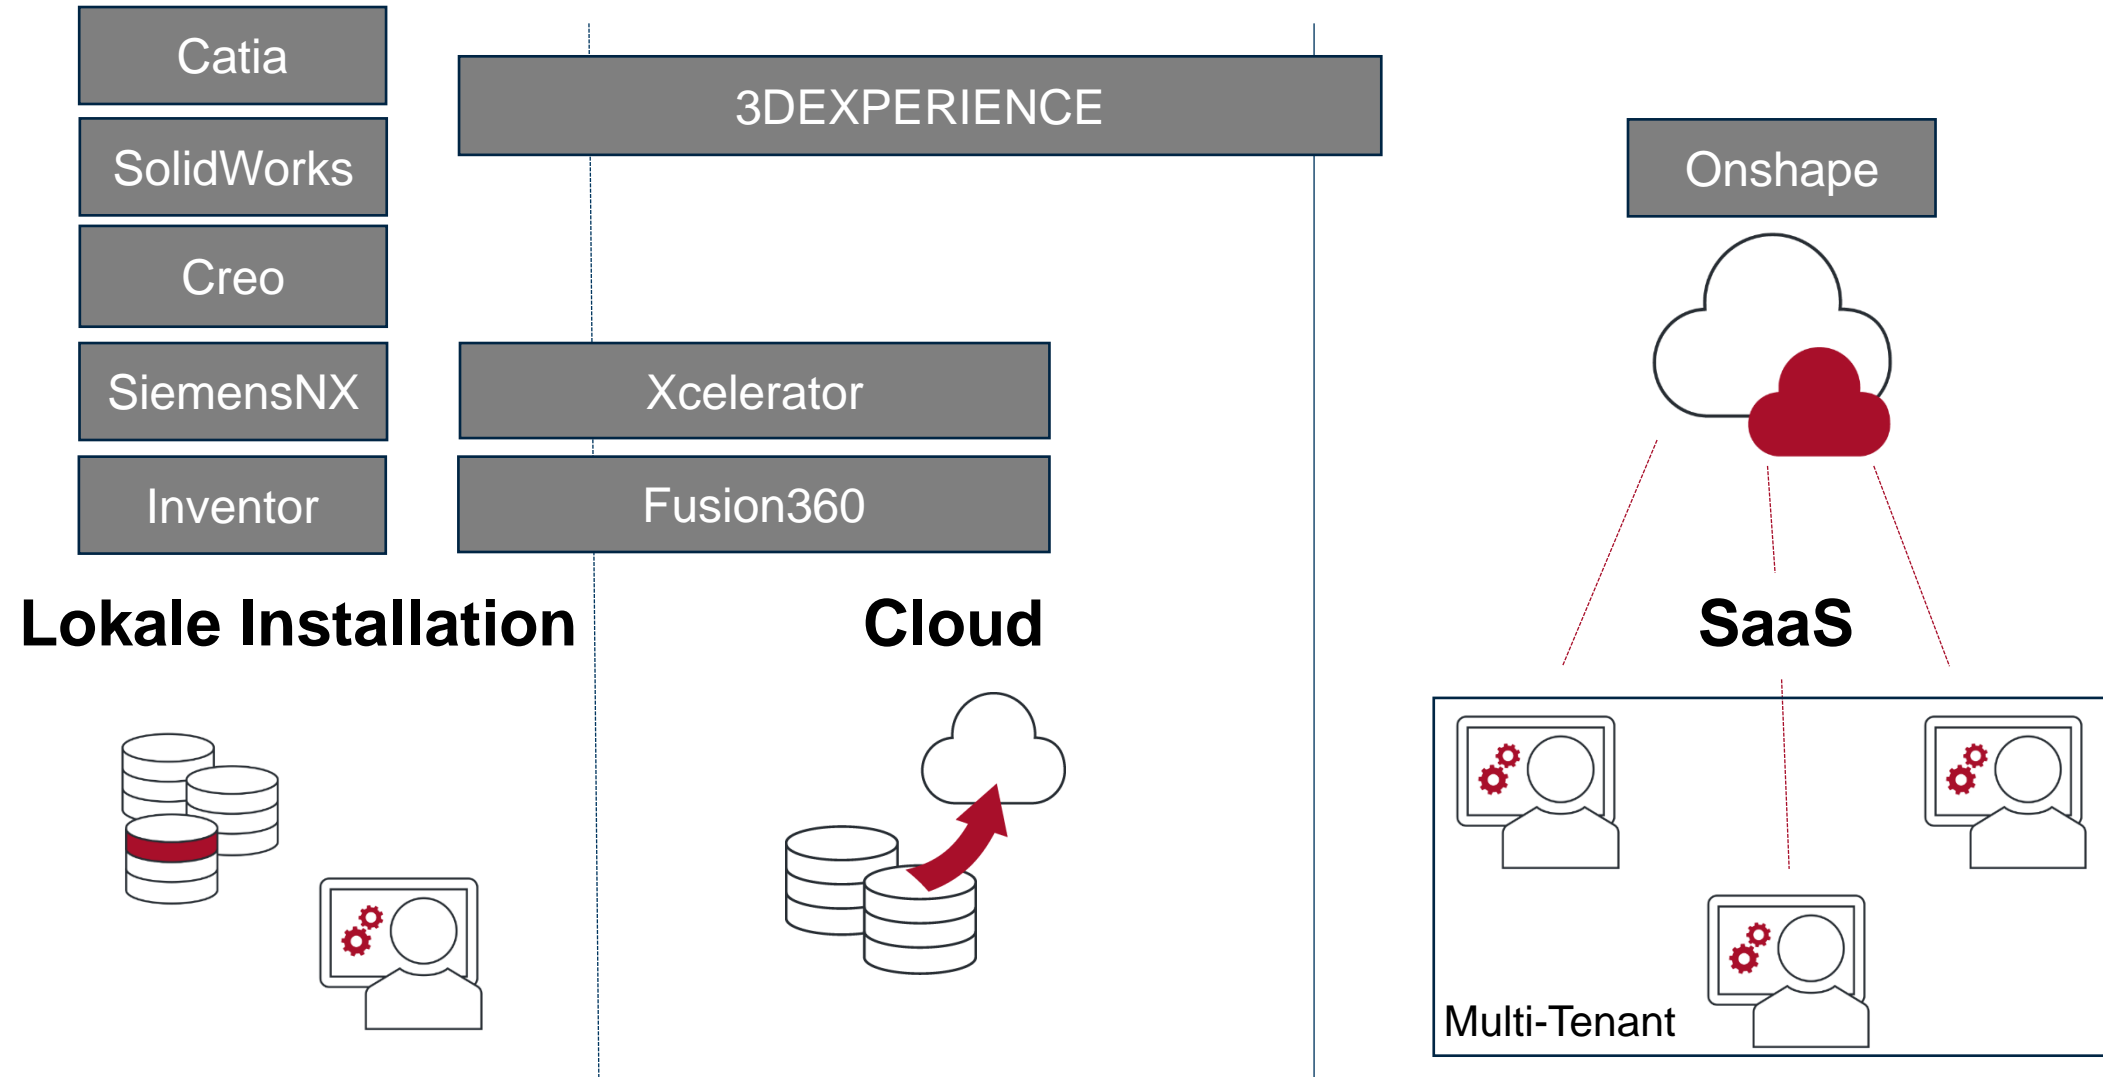 Catia
SolidWorks
Creo
SiemensNX
Inventor
3DEXPERIENCE
Xcelerator
Fusion360
Onshape
Lokale Installation
Cloud
SaaS
Multi-Tenant